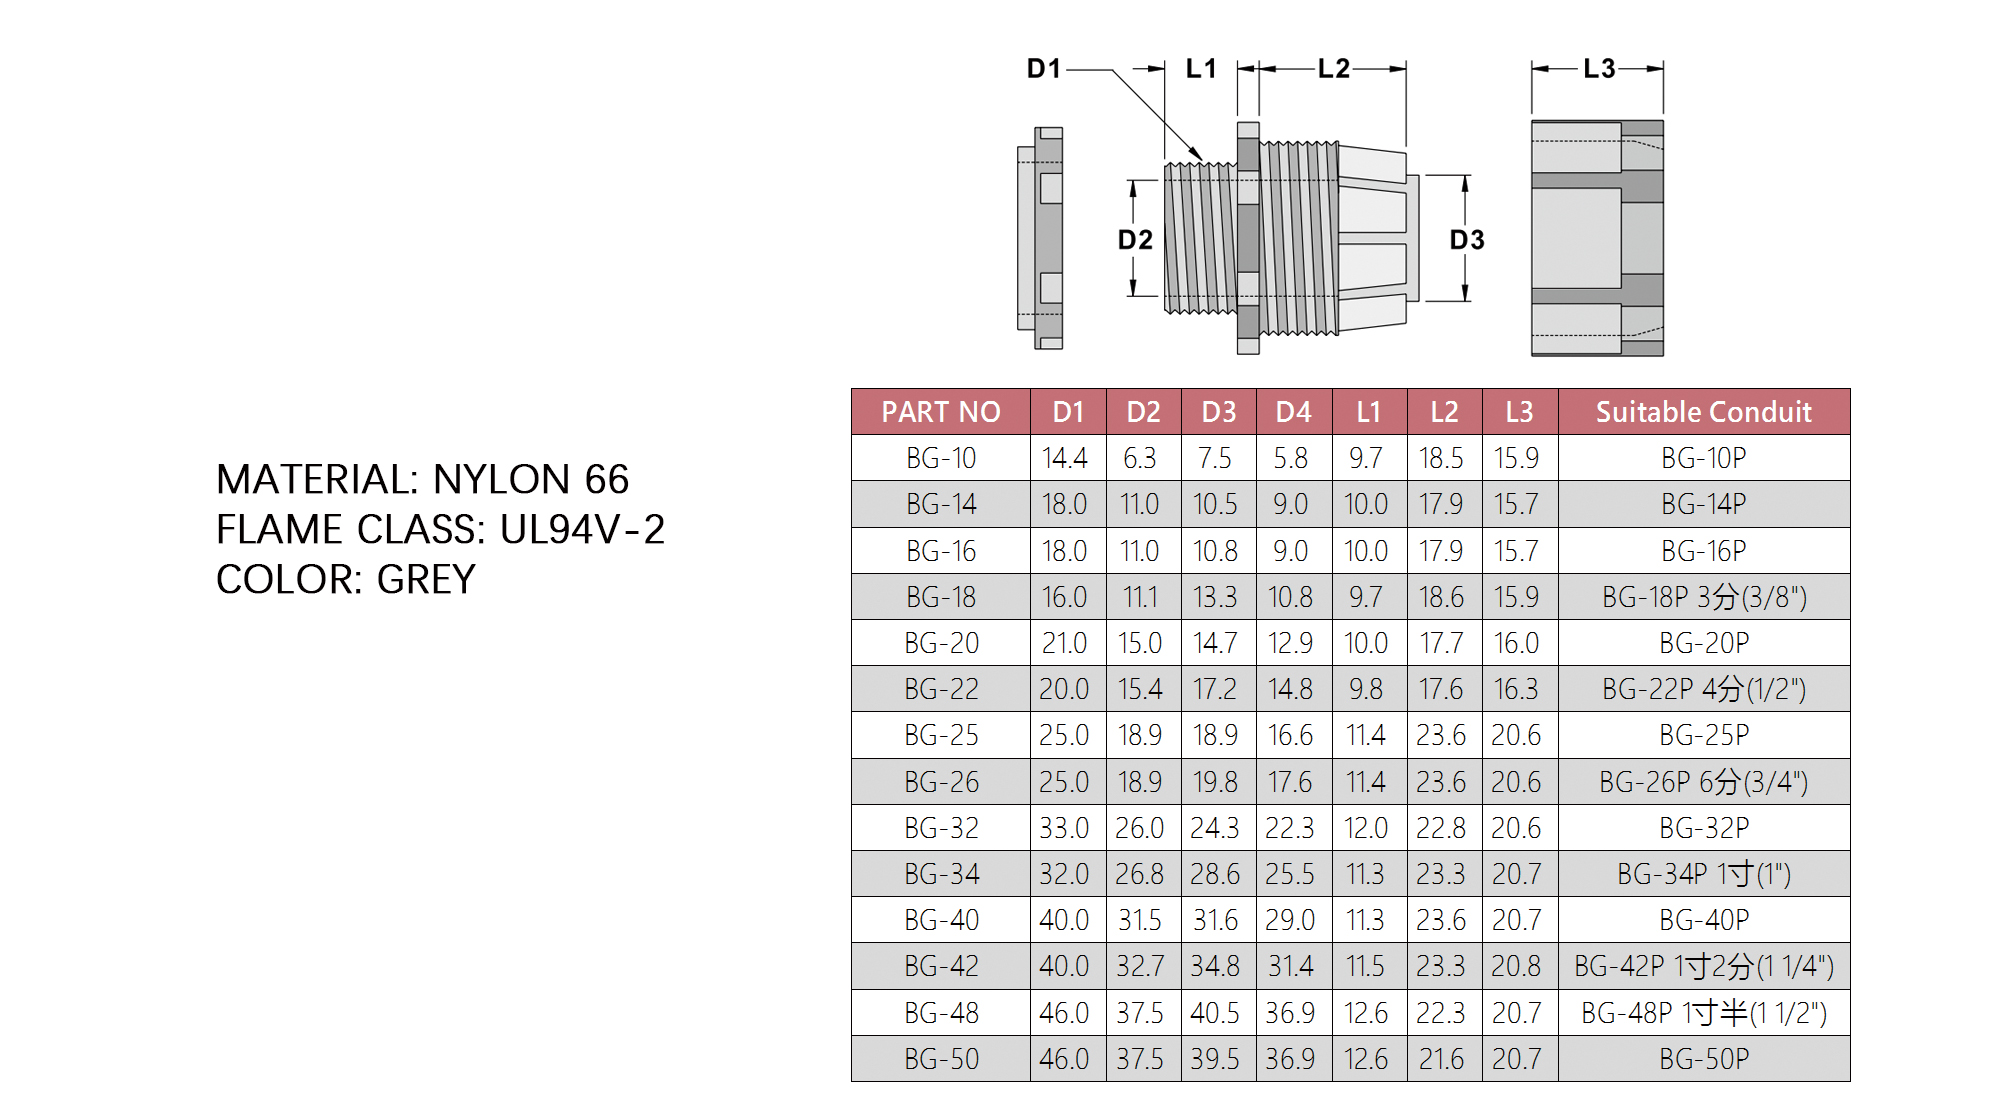 D1 L1 L2 L3
D2 D3
MATERIAL: NYLON 66
FLAME CLASS: UL94V-2
COLOR: GREY
PART NO D1 D2 D3 D4 L1 L2 L3 Suitable Conduit
BG-10 14.4 6.3 7.5 5.8 9.7 18.5 15.9 BG-10P
BG-14 18.0 11.0 10.5 9.0 10.0 17.9 15.7 BG-14P
BG-16 18.0 11.0 10.8 9.0 10.0 17.9 15.7 BG-16P
BG-18 16.0 11.1 13.3 10.8 9.7 18.6 15.9 BG-18P 3分(3/8")
BG-20 21.0 15.0 14.7 12.9 10.0 17.7 16.0 BG-20P
BG-22 20.0 15.4 17.2 14.8 9.8 17.6 16.3 BG-22P 4分(1/2")
BG-25 25.0 18.9 18.9 16.6 11.4 23.6 20.6 BG-25P
BG-26 25.0 18.9 19.8 17.6 11.4 23.6 20.6 BG-26P 6分(3/4")
BG-32 33.0 26.0 24.3 22.3 12.0 22.8 20.6 BG-32P
BG-34 32.0 26.8 28.6 25.5 11.3 23.3 20.7 BG-34P 1寸(1")
BG-40 40.0 31.5 31.6 29.0 11.3 23.6 20.7 BG-40P
BG-42 40.0 32.7 34.8 31.4 11.5 23.3 20.8 BG-42P 1寸2分(1 1/4")
BG-48 46.0 37.5 40.5 36.9 12.6 22.3 20.7 BG-48P 1寸半(1 1/2")
BG-50 46.0 37.5 39.5 36.9 12.6 21.6 20.7 BG-50P